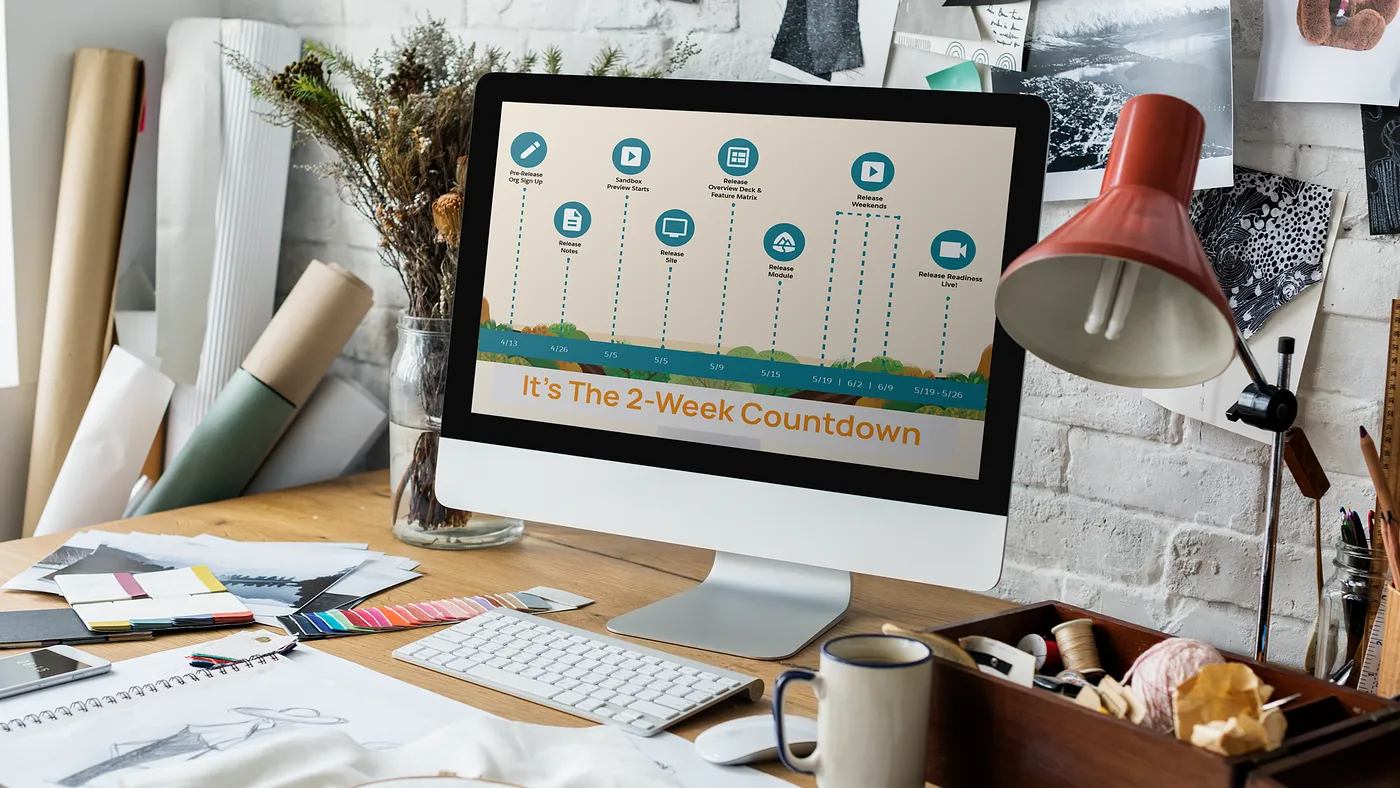 Pre-Release
Org Sign Up
Sandbox
Preview Starts
Release
Overview Deck &
Feature Matrix
Release
Weekends
Release
Notes
Release
Site
Release
Module
Release Readiness
Live!
4/13
4/26
5/5
5/5
5/9
5/15
5/19 | 6/2 | 6/9
5/19 - 5/26
It's The 2-Week Countdown